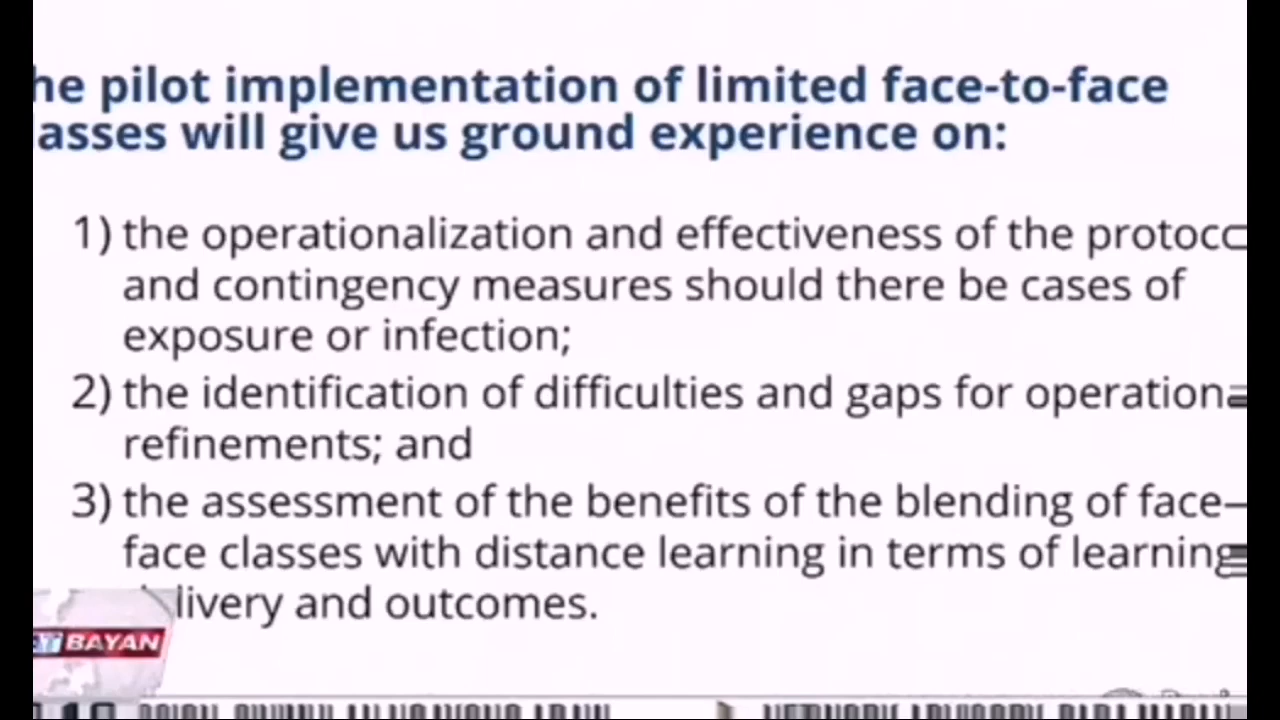 he pilot implementation of limited face-to-face
lasses will give us ground experience on:
1) the operationalization and effectiveness of the protoco
and contingency measures should there be cases of
exposure or infection;
2) the identification of difficulties and gaps for operationa
refinements; and
3) the assessment of the benefits of the blending of face-
face classes with distance learning in terms of learning
livery and outcomes.
BAYAN